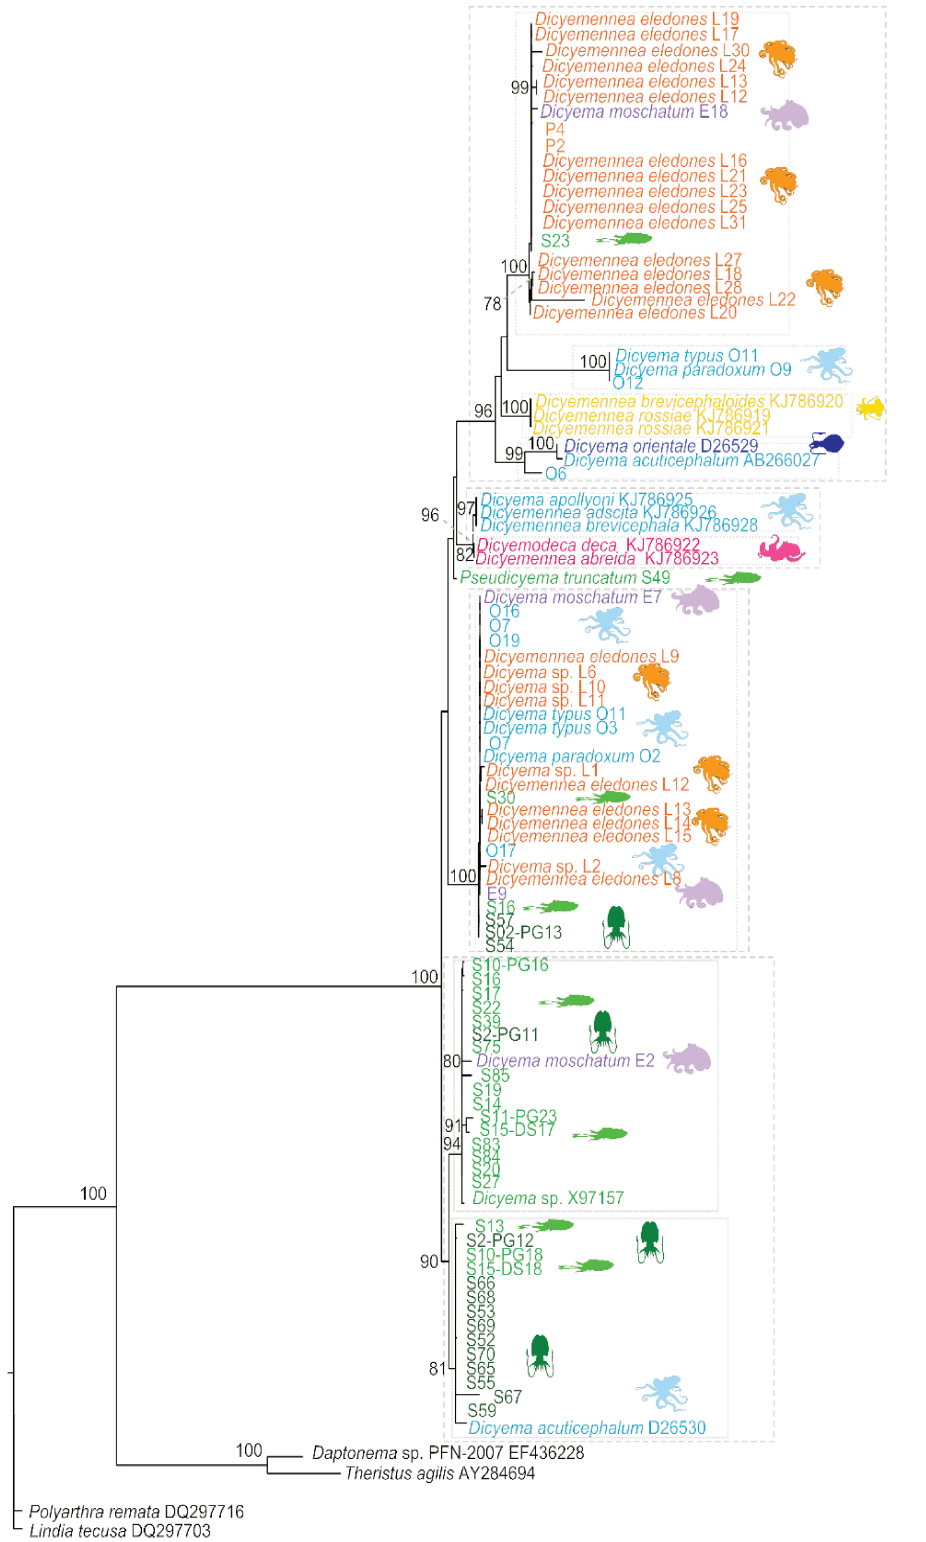 Dicyemennea eledones L19
Dicyemennea eledones L17
Dicyemennea eledones L30
Dicyemennea eledones L24
Dicyemennea eledones L13
99
Dicyemennea eledones L12
Dicyema moschatum E18
P4
P2
Dicyemennea eledones L16
Dicyemennea eledones L21
Dicyemennea eledones L23
Dicyemennea eledones L25
Dicyemennea eledones L31
S23
Dicyemennea eledones L27
100
Dicyemennea eledones L18
Dicyemennea eledones L28
Dicyemennea eledones L22
78
Dicyemennea eledones L20
Dicyema typus O11
100
Dicyema paradoxum O9
O12
Dicyemennea brevicephaloides KJ786920
100
Dicyemennea rossiae KJ786919
96
Dicyemennea rossiae KJ786921
100
Dicyema orientale D26529
99
Dicyema acuticephalum AB266027
O6
Dicyema apollyoni KJ786925
97
Dicyemennea adscita KJ786926
96
Dicyemennea brevicephala KJ786928
Dicyemodeca deca KJ786922
82
Dicyemennea abreida KJ786923
Pseudicyema truncatum S49
Dicyema moschatum E7
O16
O7
O19
Dicyemennea eledones L9
Dicyema sp. L6
Dicyema sp. L10
Dicyema sp. L11
Dicyema typus O11
Dicyema typus O3
O7
Dicyema paradoxum O2
Dicyema sp. L1
Dicyemennea eledones L12
S30
Dicyemennea eledones L13
Dicyemennea eledones L14
Dicyemennea eledones L15
O17
Dicyema sp. L2
100
Dicyemennea eledones L8
E9
S16
S57
S02-PG13
S54
S10-PG16
100
S16
S17
S22
S39
S2-PG11
S75
80
Dicyema moschatum E2
S85
S19
S14
S11-PG23
91
S15-DS17
94
S83
S84
S20
S27
100
Dicyema sp. X97157
S13
S2-PG12
S10-PG18
90
S15-DS18
S66
S68
S53
S69
S52
S70
81
S65
S55
S67
S59
Dicyema acuticephalum D26530
100
Daptonema sp. PFN-2007 EF436228
Theristus agilis AY284694
Polyarthra remata DQ297716
Lindia tecusa DQ297703